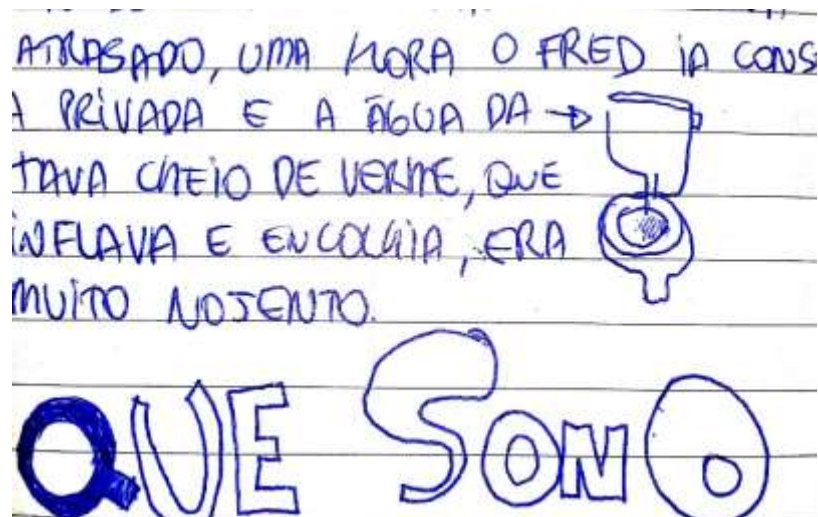 ATRASADO, UMA HORA O FRED IA CONS
A PRIVADA E A ÁGUA DA
TAVA CHEIO DE VERME, QUE
INFLAVA E ENCOLHIA, ERA
MUITO NOJENTO.
QUE SONO